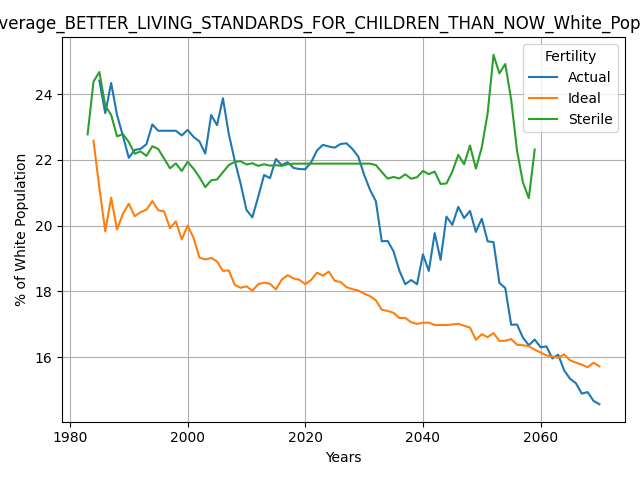 verage_BETTER_LIVING_STANDARDS_FOR_CHILDREN_THAN_NOW_White_Pop
Fertility
Actual
Ideal
Sterile
% of White Population
24
22
20
18
16
1980
2000
2020
2040
2060
Years